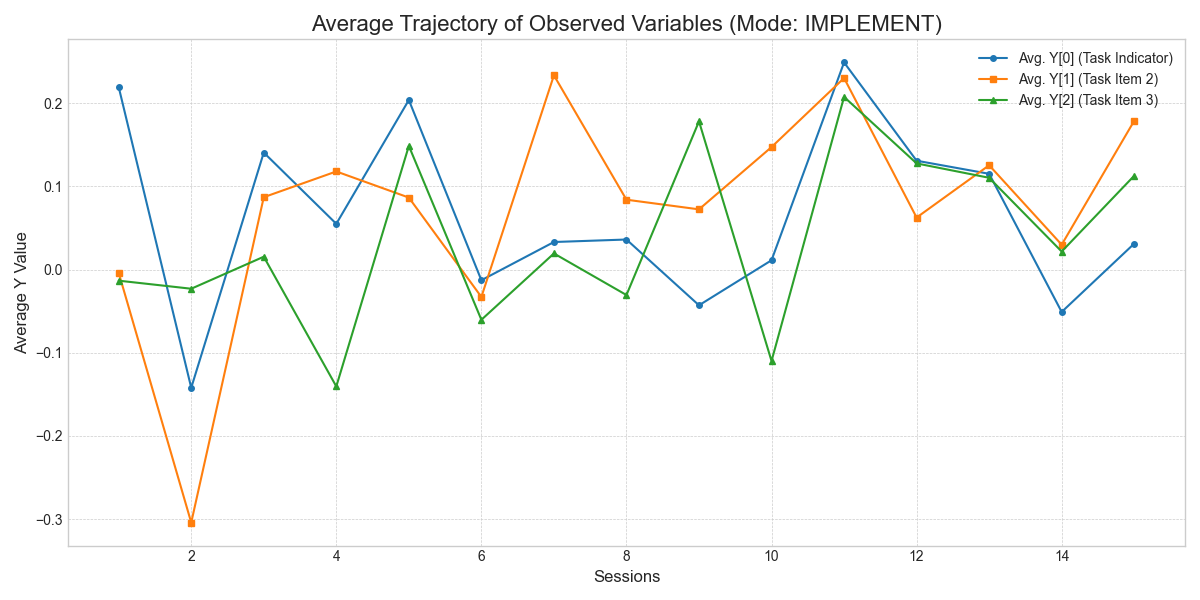 Average Trajectory of Observed Variables (Mode: IMPLEMENT)
Avg. Y[0] (Task Indicator)
Avg. Y[1] (Task Item 2)
Avg. Y[2] (Task Item 3)
Average Y Value
0.2
0.1
0.0
−0.1
−0.2
−0.3
2 4 6 8 10 12 14
Sessions